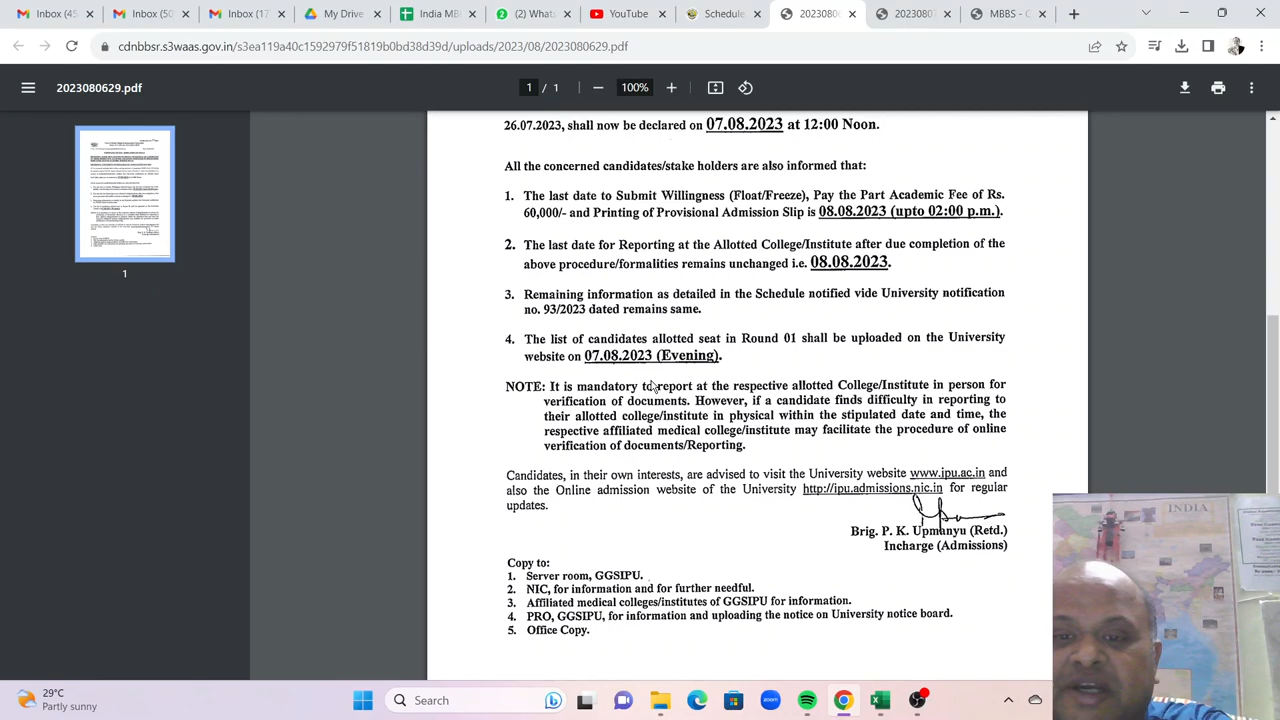 Inbox (45
Inbox (50
Inbox (17
My Drive
India MB
2
(2) Whats
YouTube
Schedule
2023080
2023080
MBBS - C
cdnbbsr.s3waas.gov.in/s3ea119a40c1592979f51819b0bd38d39d/uploads/2023/08/2023080629.pdf
2023080629.pdf
1 / 1
100%
26.07.2023, shall now be declared on 07.08.2023 at 12:00 Noon.
All the concerned candidates/stake holders are also informed that:
1. The last date to Submit Willingness (Float/Freeze), Pay the Part Academic Fee of Rs
and Printing of Provisional Admission Slip is 08.08.2023 (upto 02:00 p.m.).
2. The last date for Reporting at the Allotted College/Institute after due completion of the
above procedure/formalities remains unchanged i.e. 08.08.2023.
3. Remaining information as detailed in the Schedule notified vide University notification
no. 93/2023 dated remains same.
4. The list of candidates allotted seat in Round 01 shall be uploaded on the University
website on 07.08.2023 (Evening).
NOTE: It is mandatory to report at the respective allotted College/Institute in person for
verification of documents. However, if a candidate finds difficulty in reporting to
their allotted college/institute in physical within the stipulated date and time, the
respective affiliated medical college/institute may facilitate the procedure of online
verification of documents/Reporting.
Candidates, in their own interests, are advised to visit the University website www.ipu.ac.in and
also the Online admission website of the University http://ipu.admissions.nic.in for regular
updates.
Brig. P. K. Upmanyu (Retd.)
Incharge (Admissions)
Copy to:
1. Server room, GGSIPU.
2. NIC, for information and for further needful.
3. Affiliated medical colleges/institutes of GGSIPU for information.
4. PRO, GGSIPU, for information and uploading the notice on University notice board.
5. Office Copy.
1
INDIA
29°C
Partly sunny
Search
zoom